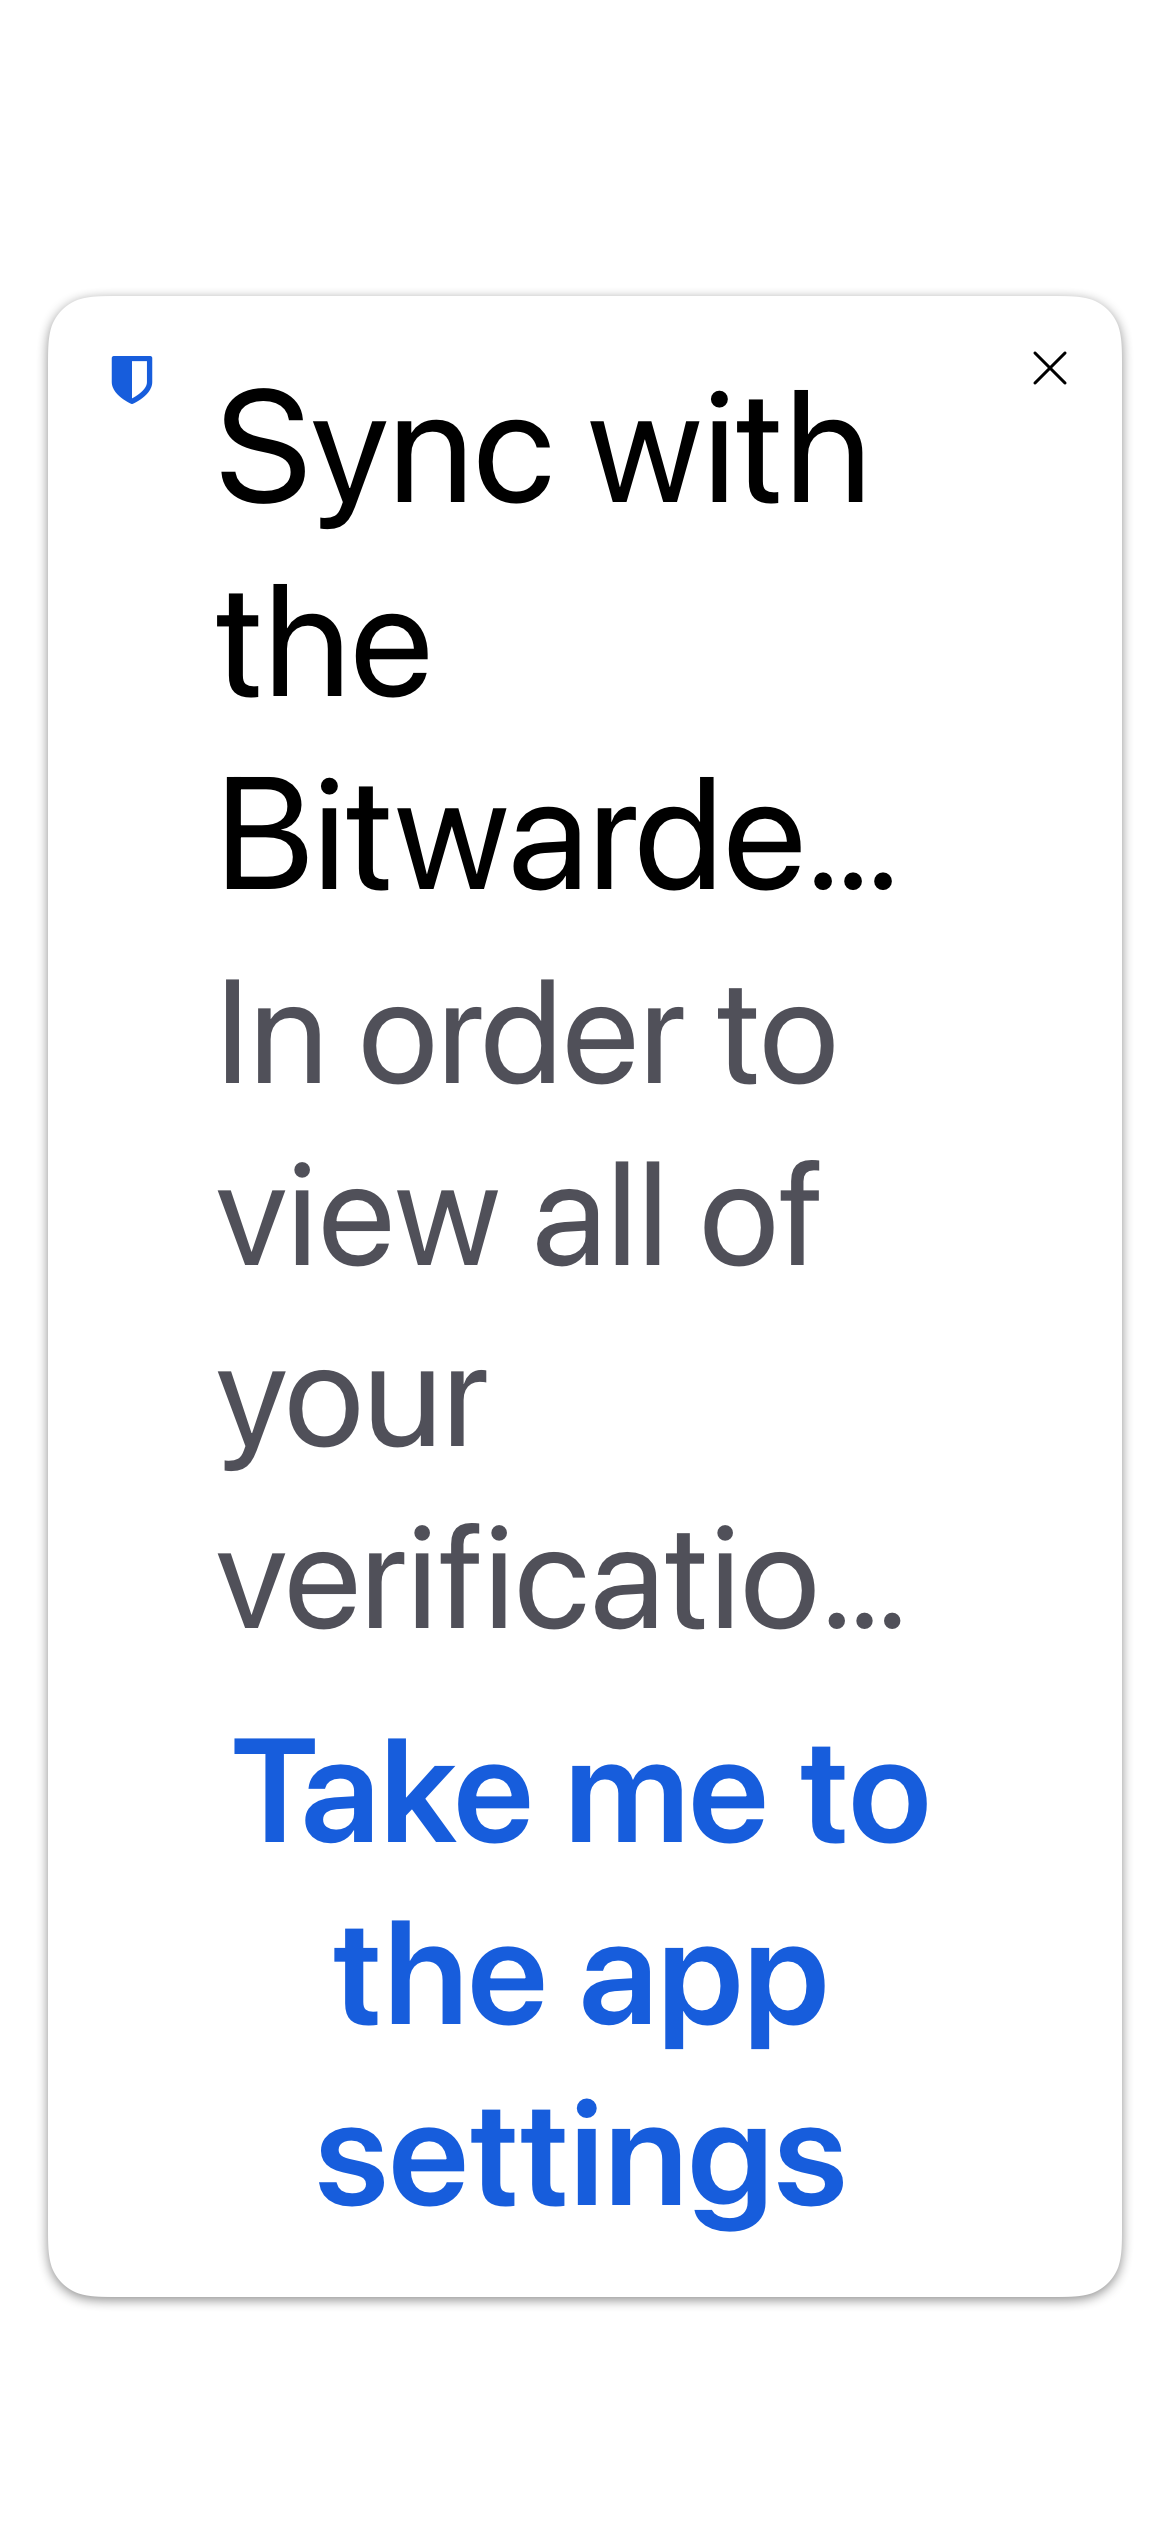 Sync with
the
Bitwarde...
In order to
view all of
your
verificatio...
Take me to
the app
settings